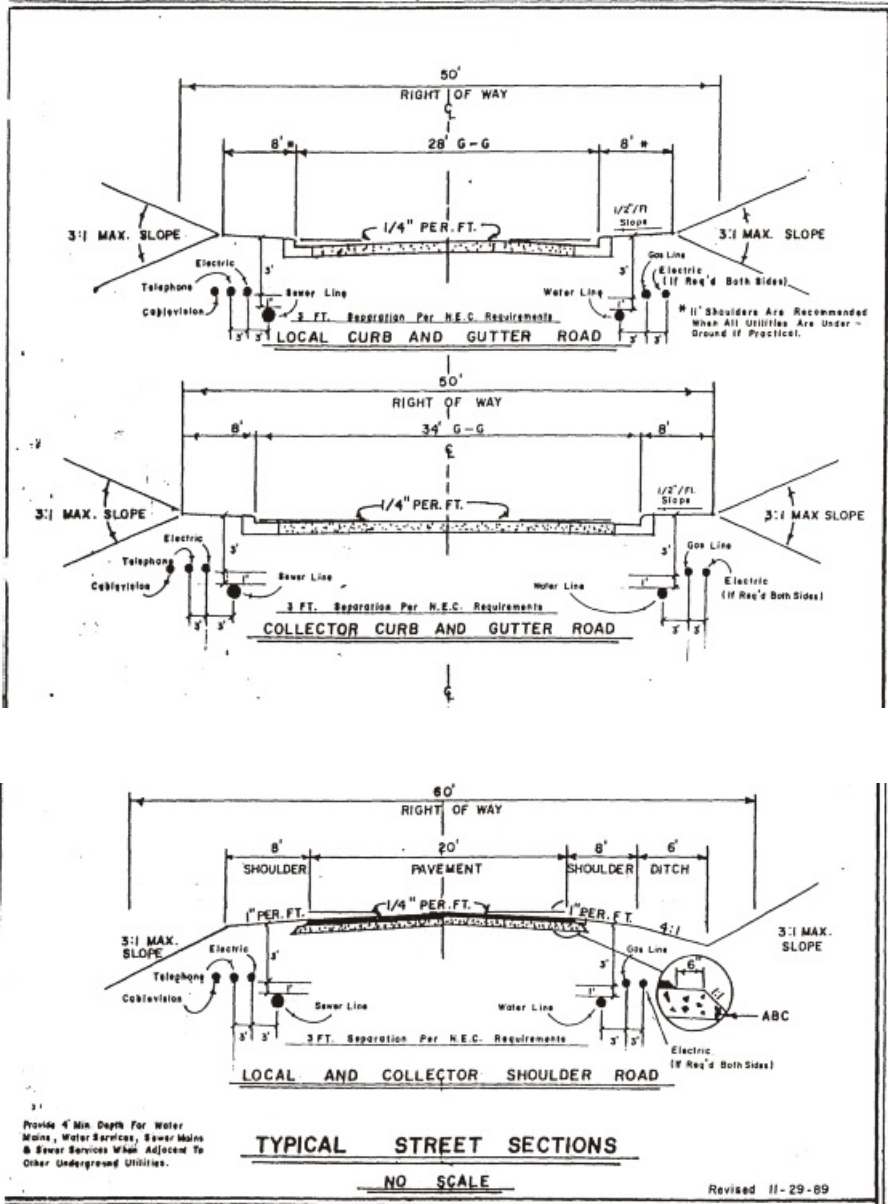 50'
RIGHT OF WAY
℄
8' *
28' G-G
8' *
1/4" PER. FT.
1/2"/Ft
Slope
3:1 MAX. SLOPE
3:1 MAX. SLOPE
3'
3'
Electric
Telephone
Cablevision
1'
Sewer Line
Water Line
1'
Gas Line
Electric
(If Req'd Both Sides)
3 FT. Separation Per N.E.C. Requirements
3' 3'
3' 3'
* 11' Shoulders Are Recommended
When All Utilities Are Under-
Ground If Practical.
LOCAL CURB AND GUTTER ROAD
50'
RIGHT OF WAY
8'
34' G-G
8'
℄
1/4" PER. FT.
1/2"/Ft.
Slope
3:1 MAX. SLOPE
3:1 MAX SLOPE
3'
3'
Electric
Telephone
Cablevision
1'
Sewer Line
Water Line
1'
Gas Line
Electric
(If Req'd Both Sides)
3 FT. Separation Per N.E.C. Requirements
3' 3'
3' 3'
COLLECTOR CURB AND GUTTER ROAD
℄
60'
RIGHT OF WAY
8'
20'
8'
6'
SHOULDER
PAVEMENT
SHOULDER
DITCH
1" PER. FT.
1/4" PER. FT.
1" PER. FT.
4:1
3:1 MAX.
SLOPE
3:1 MAX.
SLOPE
3'
3'
Electric
Telephone
Cablevision
1'
Sewer Line
Water Line
1'
Gas Line
6"
1:1
ABC
Electric
(If Req'd Both Sides)
3 FT. Separation Per N.E.C. Requirements
3' 3'
3' 3'
LOCAL AND COLLECTOR SHOULDER ROAD
Provide 4' Min. Depth For Water
Mains, Water Services, Sewer Mains
& Sewer Services When Adjacent To
Other Underground Utilities.
TYPICAL STREET SECTIONS
NO SCALE
Revised 11-29-89